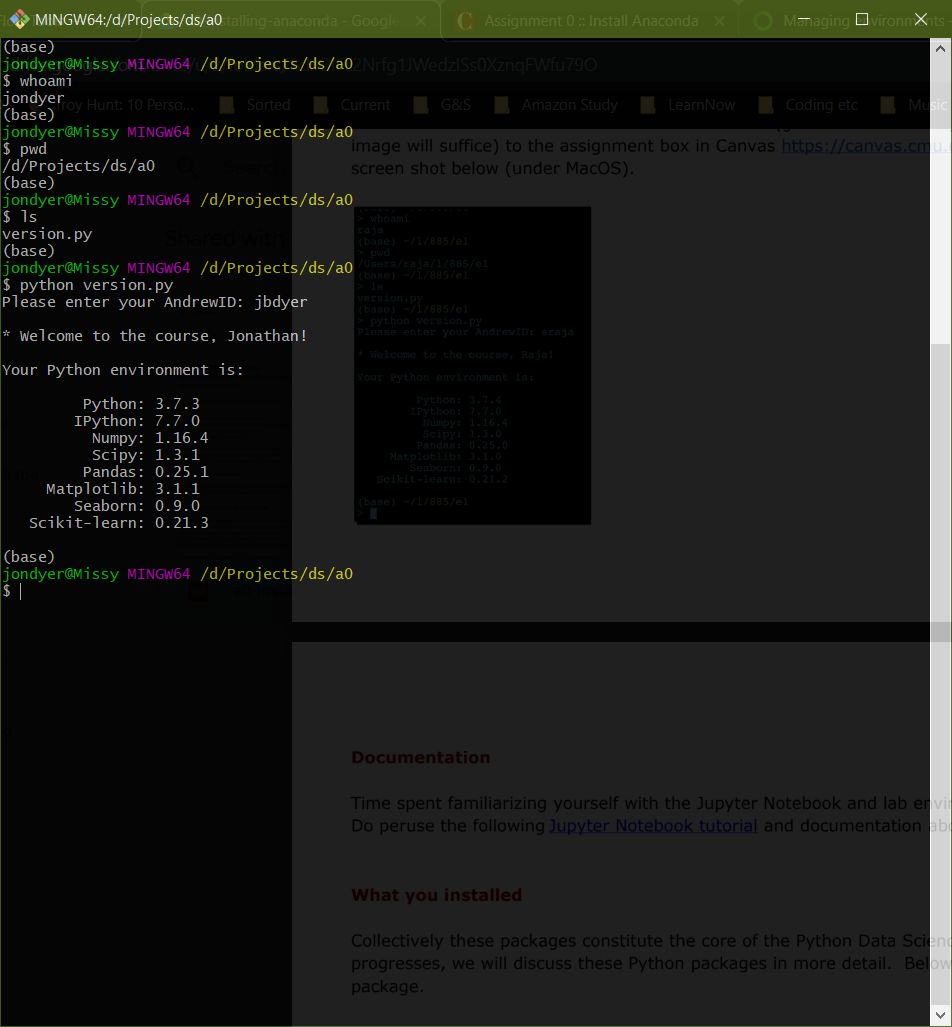 MINGW64:/d/Projects/ds/a0
installing-anaconda - Google
Assignment 0 :: Install Anaconda
Managing environments -
(base)
jondyer@Missy MINGW64 /d/Projects/ds/a0
$ whoami
jondyer
(base)
Troy Hunt: 10 Perso...
Sorted
Current
G&S
Amazon Study
LearnNow
Coding etc
Music
jondyer@Missy MINGW64 /d/Projects/ds/a0
$ pwd
/d/Projects/ds/a0
(base)
jondyer@Missy MINGW64 /d/Projects/ds/a0
$ ls
version.py
(base)
jondyer@Missy MINGW64 /d/Projects/ds/a0
$ python version.py
Please enter your AndrewID: jbdyer
* Welcome to the course, Jonathan!
Your Python environment is:
Python: 3.7.3
IPython: 7.7.0
Numpy: 1.16.4
Scipy: 1.3.1
Pandas: 0.25.1
Matplotlib: 3.1.1
Seaborn: 0.9.0
Scikit-learn: 0.21.3
(base)
jondyer@Missy MINGW64 /d/Projects/ds/a0
$
image will suffice) to the assignment box in Canvas https://canvas.cmu.
screen shot below (under MacOS).
Shared with
> whoami
raja
(base) ~/1/885/e1
> pwd
/Users/raja/1/885/e1
(base) ~/1/885/e1
> ls
version.py
(base) ~/1/885/e1
> python version.py
Please enter your AndrewID: araja
* Welcome to the course, Raja!
Your Python environment is:
Python: 3.7.4
IPython: 7.7.0
Numpy: 1.16.4
Scipy: 1.3.0
Pandas: 0.25.0
Matplotlib: 3.1.0
Seaborn: 0.9.0
Scikit-learn: 0.21.2
(base) ~/1/885/e1
>
Documentation
Time spent familiarizing yourself with the Jupyter Notebook and lab envi
Do peruse the following Jupyter Notebook tutorial and documentation abo
What you installed
Collectively these packages constitute the core of the Python Data Scien
progresses, we will discuss these Python packages in more detail. Below
package.